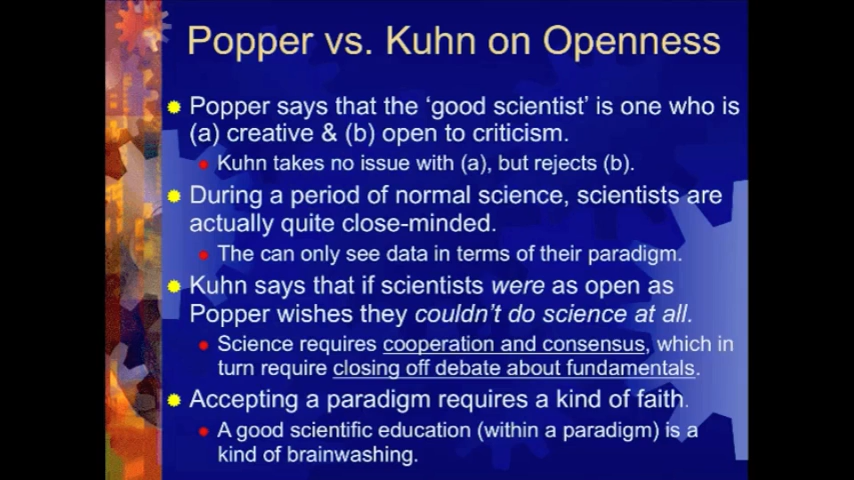 Popper vs. Kuhn on Openness
Popper says that the ‘good scientist’ is one who is
(a) creative & (b) open to criticism.
Kuhn takes no issue with (a), but rejects (b).
During a period of normal science, scientists are
actually quite close-minded.
The can only see data in terms of their paradigm.
Kuhn says that if scientists were as open as
Popper wishes they couldn’t do science at all.
Science requires cooperation and consensus, which in
turn require closing off debate about fundamentals.
Accepting a paradigm requires a kind of faith.
A good scientific education (within a paradigm) is a
kind of brainwashing.